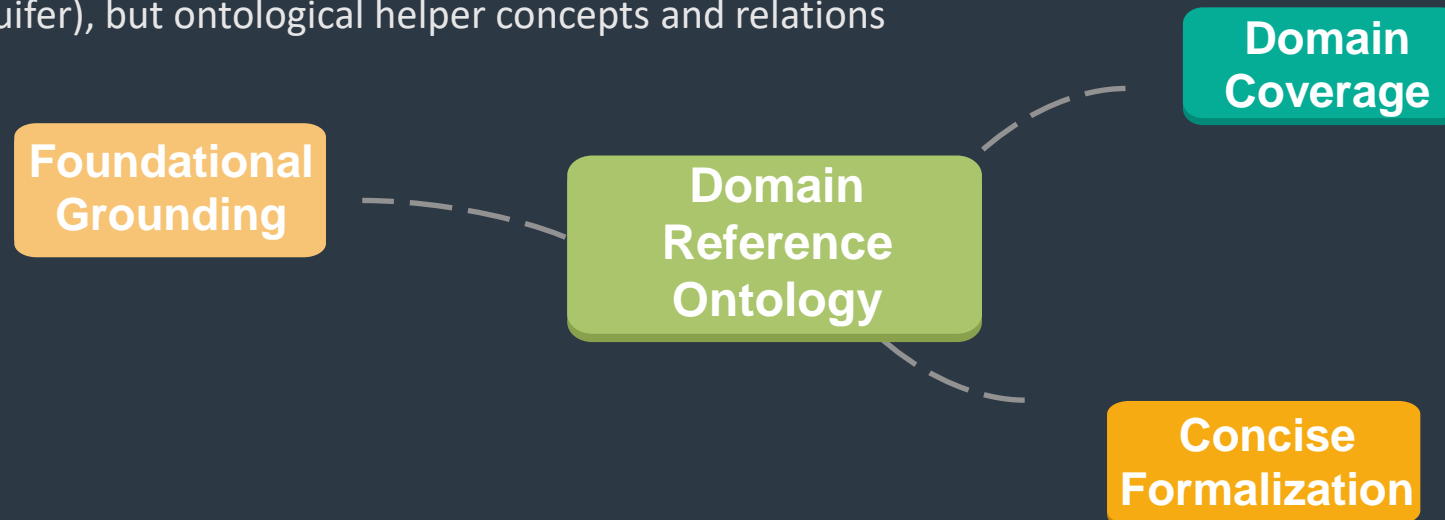 uifer), but ontological helper concepts and relations
Domain
Coverage
Foundational
Grounding
Domain
Reference
Ontology
Concise
Formalization